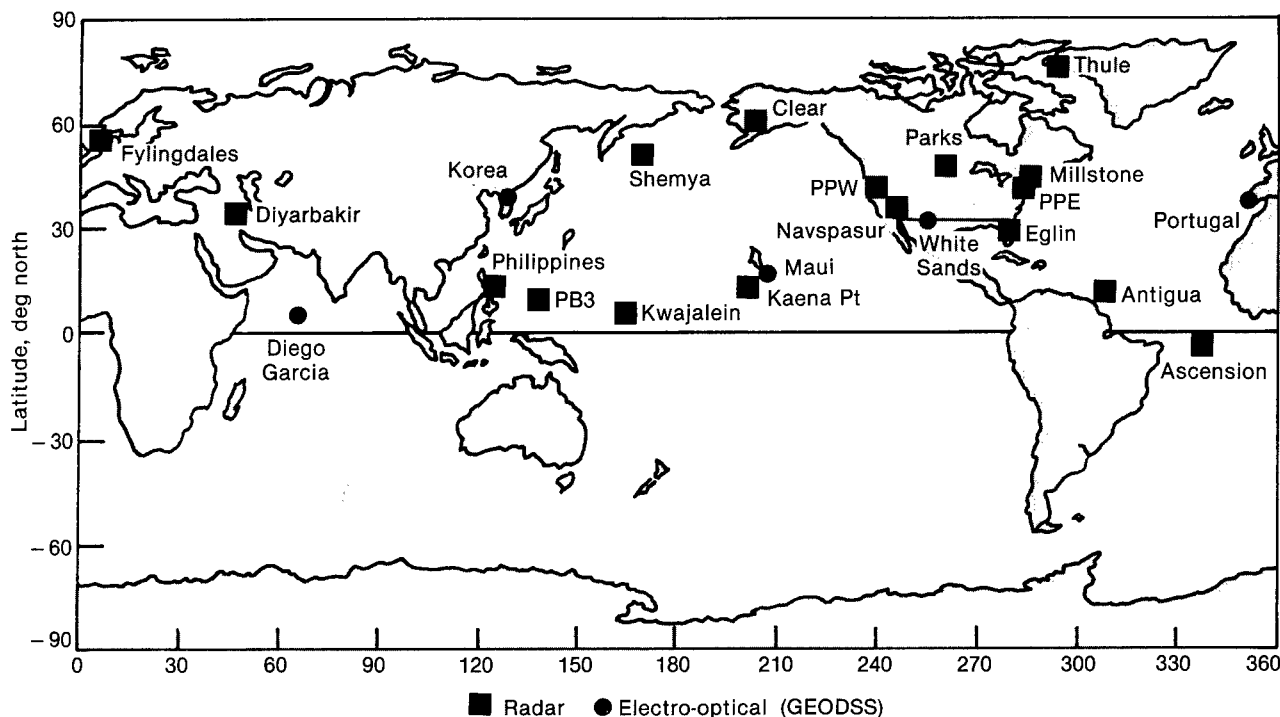 90
Thule
Clear
60
Parks
Fylingdales
Korea
Shemya
Millstone
PPW
PPE
Diyarbakir
Portugal
30
Navspasur
White
Sands
Eglin
Philippines
Maui
PB3
Kaena Pt
Antigua
Kwajalein
0
Diego
Garcia
Ascension
Latitude, deg north
-30
-60
-90
0 30 60 90 120 150 180 210 240 270 300 330 360
Radar Electro-optical (GEODSS)